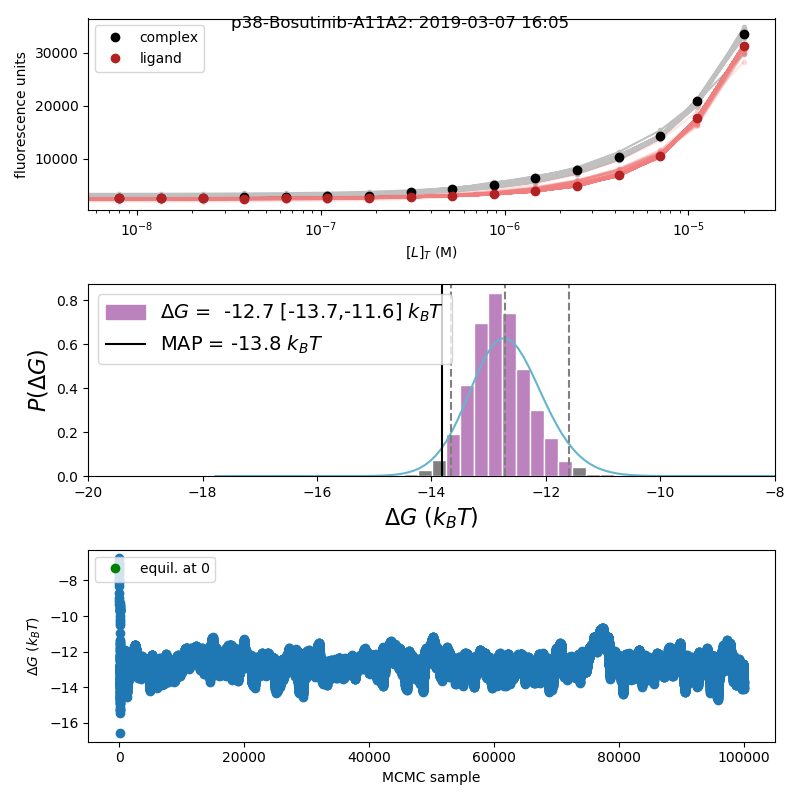 p38-Bosutinib-A11A2: 2019-03-07 16:05
complex
ligand
fluorescence units
30000
20000
10000
10⁻⁸ 10⁻⁷ 10⁻⁶ 10⁻⁵
[L]_T (M)
ΔG = -12.7 [-13.7,-11.6] k_BT
MAP = -13.8 k_BT
P(ΔG)
0.8
0.6
0.4
0.2
0.0
−20 −18 −16 −14 −12 −10 −8
ΔG (k_BT)
equil. at 0
ΔG (k_BT)
−8
−10
−12
−14
−16
0 20000 40000 60000 80000 100000
MCMC sample